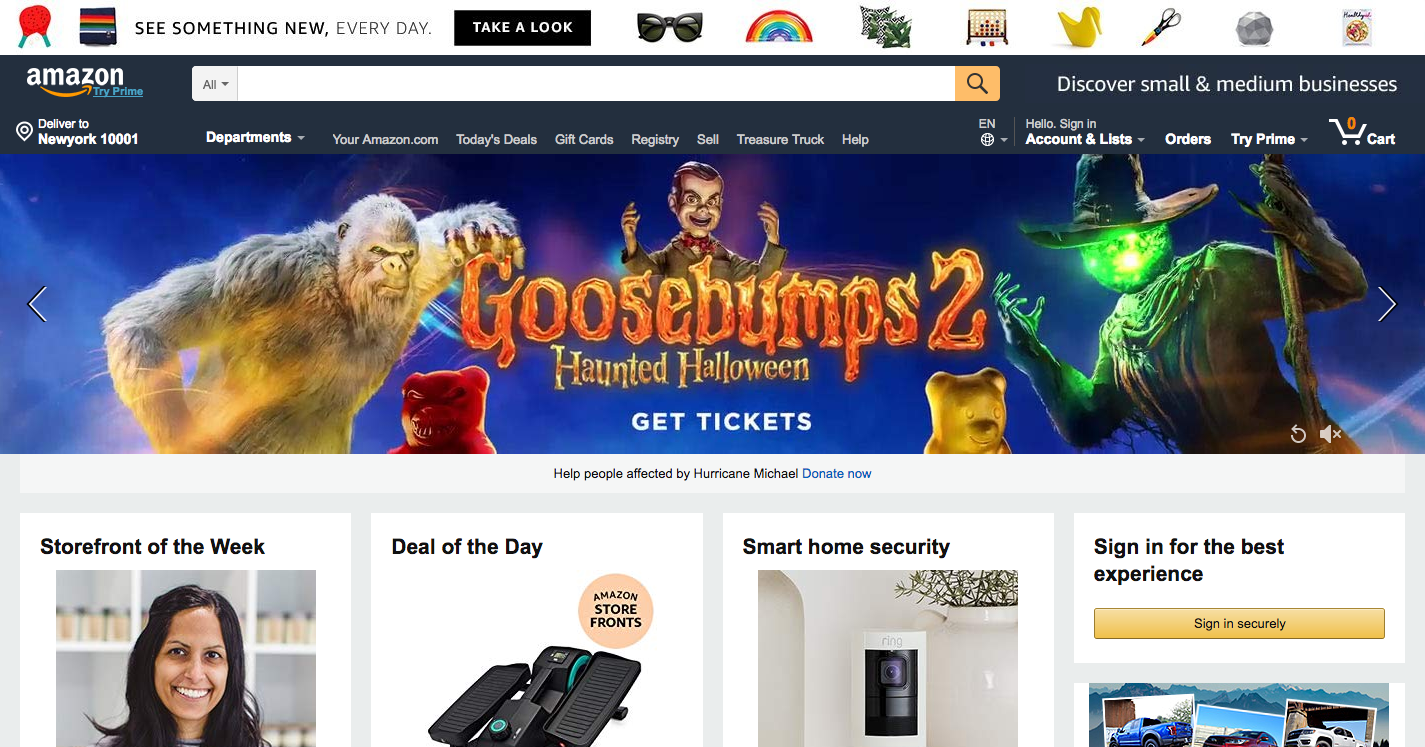 SEE SOMETHING NEW, EVERY DAY.
TAKE A LOOK
amazon
Try Prime
All
Discover small & medium businesses
Deliver to
Newyork 10001
Departments
Your Amazon.com
Today's Deals
Gift Cards
Registry
Sell
Treasure Truck
Help
EN
Hello. Sign in
Account & Lists
Orders
Try Prime
0
Cart
Goosebumps 2
Haunted Halloween
GET TICKETS
Help people affected by Hurricane Michael Donate now
Storefront of the Week
Deal of the Day
AMAZON
STORE
FRONTS
Smart home security
ring
Sign in for the best
experience
Sign in securely